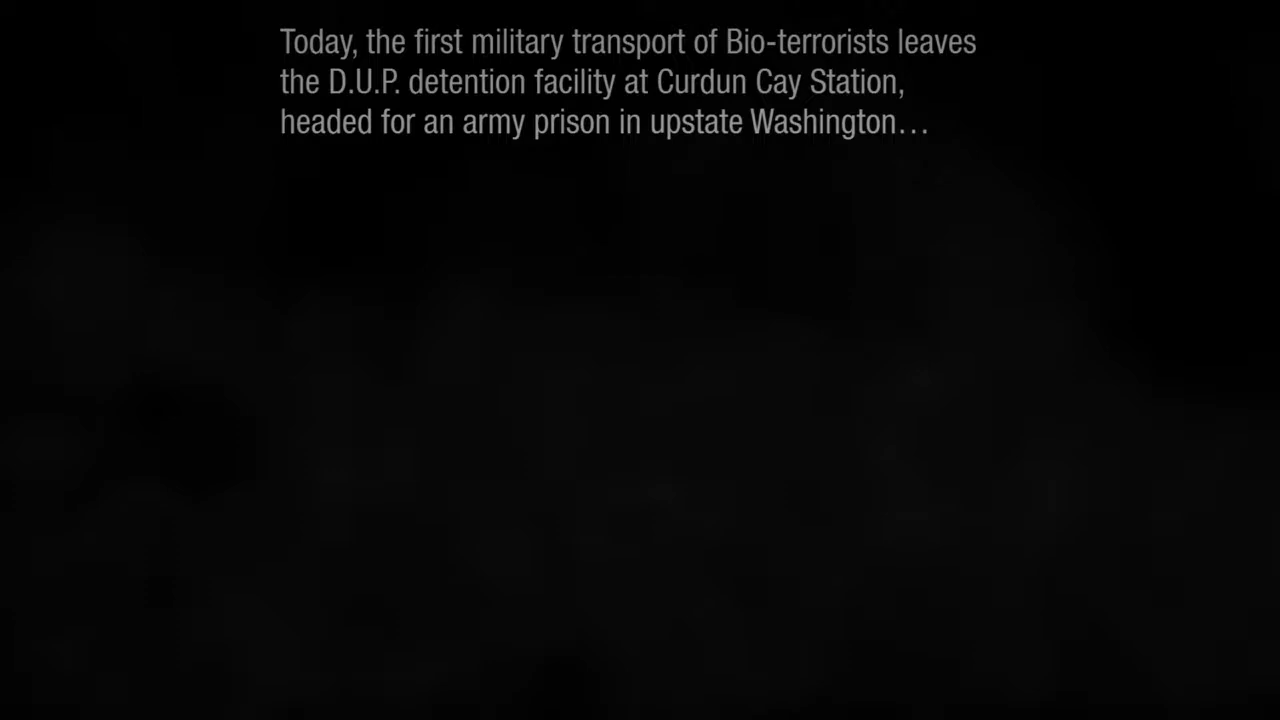 Today, the first military transport of Bio-terrorists leaves
the D.U.P. detention facility at Curdun Cay Station,
headed for an army prison in upstate Washington…